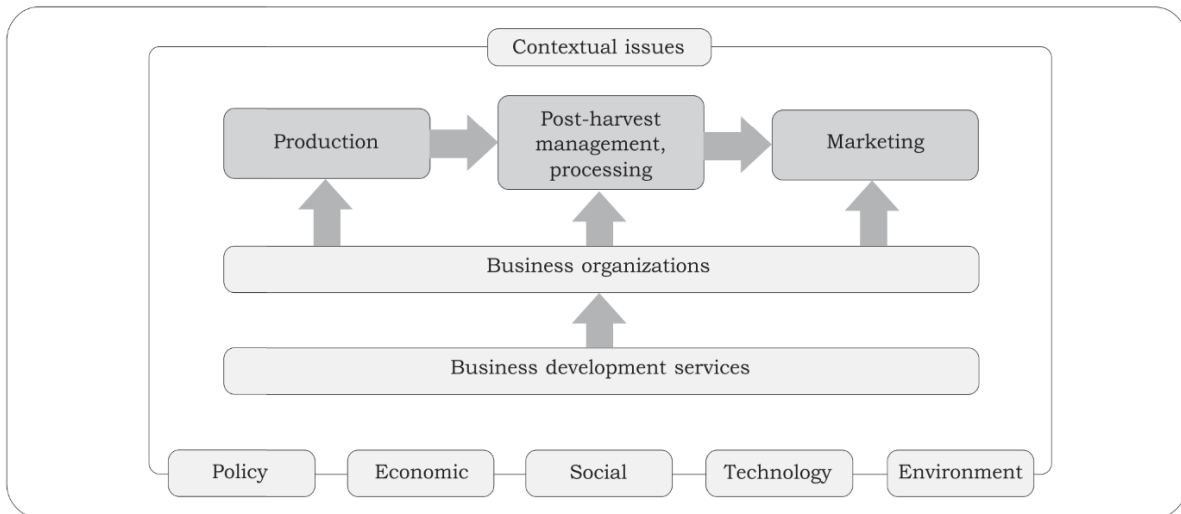 Contextual issues
Production
Post-harvest
management,
processing
Marketing
Business organizations
Business development services
Policy
Economic
Social
Technology
Environment